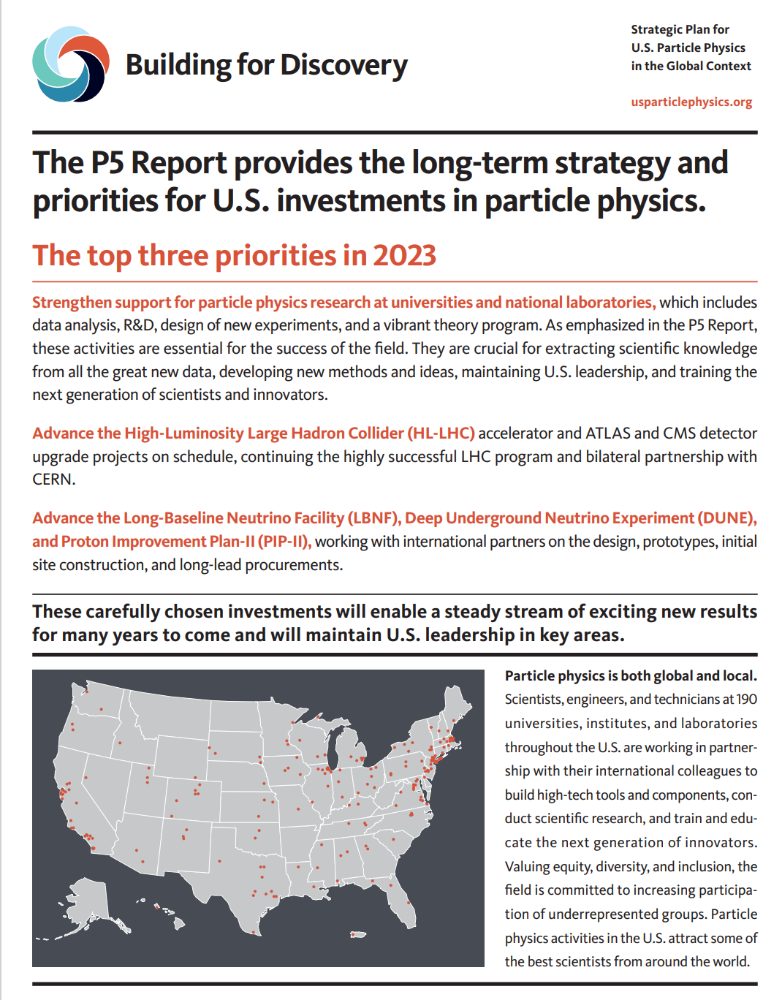 Building for Discovery
Strategic Plan for
U.S. Particle Physics
in the Global Context
usparticlephysics.org
The P5 Report provides the long-term strategy and
priorities for U.S. investments in particle physics.
The top three priorities in 2023
Strengthen support for particle physics research at universities and national laboratories, which includes
data analysis, R&D, design of new experiments, and a vibrant theory program. As emphasized in the P5 Report,
these activities are essential for the success of the field. They are crucial for extracting scientific knowledge
from all the great new data, developing new methods and ideas, maintaining U.S. leadership, and training the
next generation of scientists and innovators.
Advance the High-Luminosity Large Hadron Collider (HL-LHC) accelerator and ATLAS and CMS detector
upgrade projects on schedule, continuing the highly successful LHC program and bilateral partnership with
CERN.
Advance the Long-Baseline Neutrino Facility (LBNF), Deep Underground Neutrino Experiment (DUNE),
and Proton Improvement Plan-II (PIP-II), working with international partners on the design, prototypes, initial
site construction, and long-lead procurements.
These carefully chosen investments will enable a steady stream of exciting new results
for many years to come and will maintain U.S. leadership in key areas.
Particle physics is both global and local.
Scientists, engineers, and technicians at 190
universities, institutes, and laboratories
throughout the U.S. are working in partner-
ship with their international colleagues to
build high-tech tools and components, con-
duct scientific research, and train and edu-
cate the next generation of innovators.
Valuing equity, diversity, and inclusion, the
field is committed to increasing participa-
tion of underrepresented groups. Particle
physics activities in the U.S. attract some of
the best scientists from around the world.